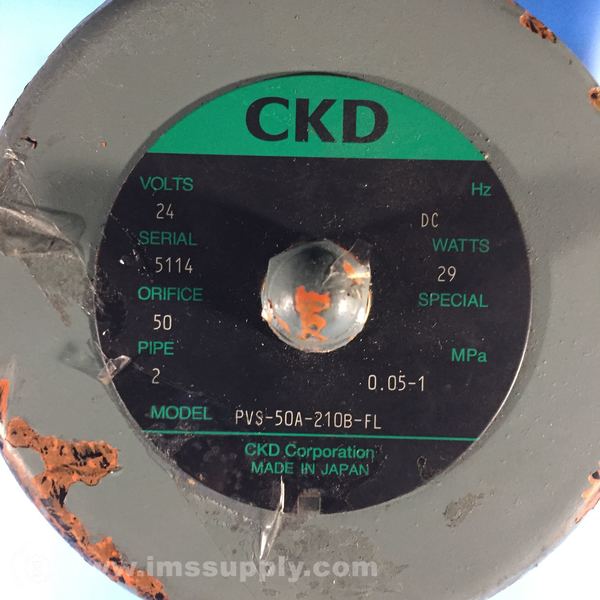 CKD
VOLTS Hz
24 DC
SERIAL WATTS
5114 29
ORIFICE SPECIAL
50
PIPE MPa
2 0.05-1
MODEL PVS-50A-210B-FL
CKD Corporation
MADE IN JAPAN
www.imssupply.com